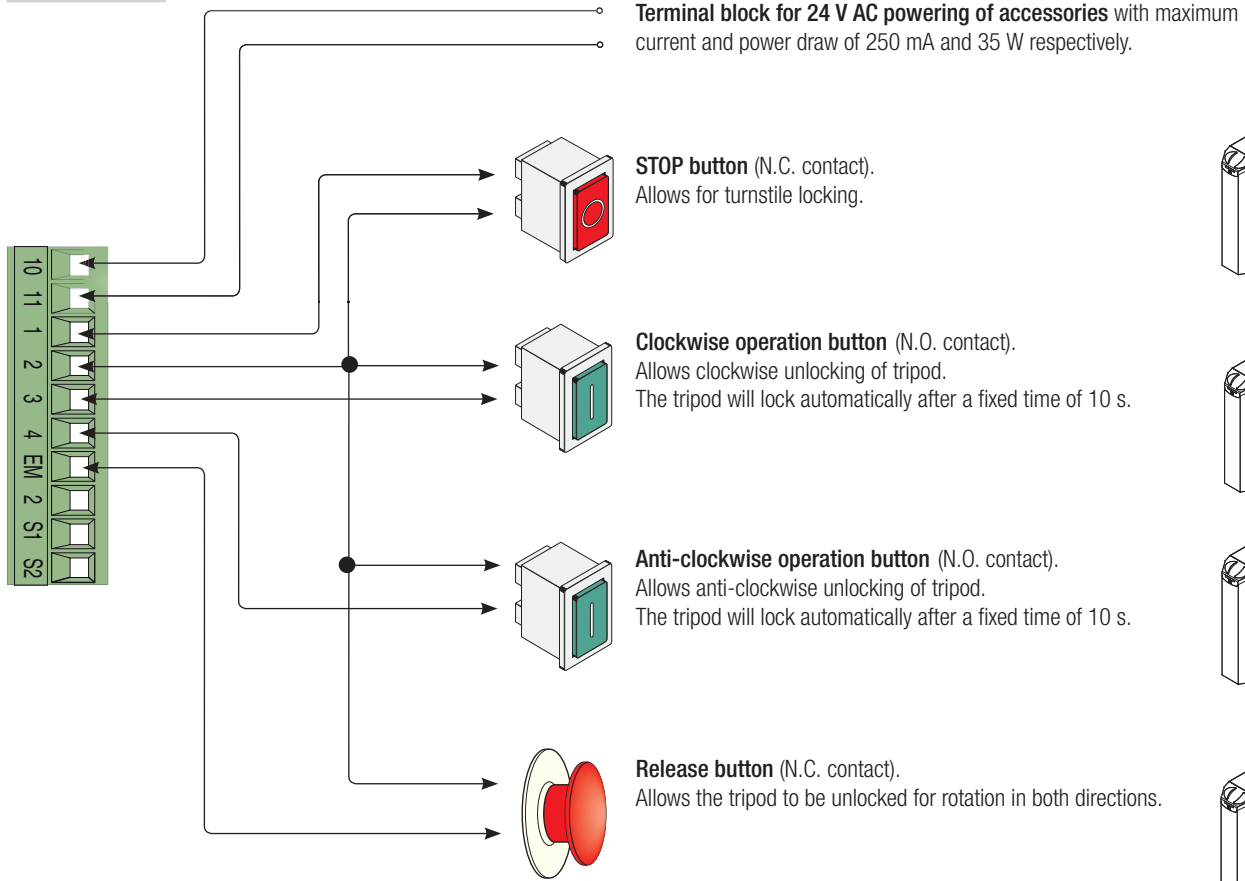 Terminal block for 24 V AC powering of accessories with maximum
current and power draw of 250 mA and 35 W respectively.
STOP button (N.C. contact).
Allows for turnstile locking.
10
11
1
2
3
4
EM
2
S1
S2
Clockwise operation button (N.O. contact).
Allows clockwise unlocking of tripod.
The tripod will lock automatically after a fixed time of 10 s.
Anti-clockwise operation button (N.O. contact).
Allows anti-clockwise unlocking of tripod.
The tripod will lock automatically after a fixed time of 10 s.
Release button (N.C. contact).
Allows the tripod to be unlocked for rotation in both directions.